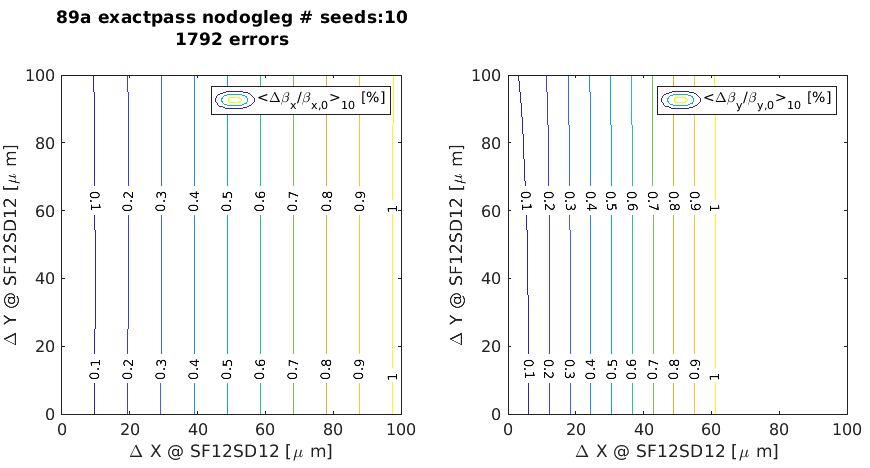 89a exactpass nodogleg # seeds:10
1792 errors
100
80
60
40
20
0
Δ Y @ SF12SD12 [μ m]
<Δβx/βx,0>10 [%]
0.1 0.2 0.3 0.4 0.5 0.6 0.7 0.8 0.9 1
0.1 0.2 0.3 0.4 0.5 0.6 0.7 0.8 0.9 1
0 20 40 60 80 100
Δ X @ SF12SD12 [μ m]
100
80
60
40
20
0
Δ Y @ SF12SD12 [μ m]
<Δβy/βy,0>10 [%]
0.1 0.2 0.3 0.4 0.5 0.6 0.7 0.8 0.9 1
0.1 0.2 0.3 0.4 0.5 0.6 0.7 0.8 0.9 1
0 20 40 60 80 100
Δ X @ SF12SD12 [μ m]